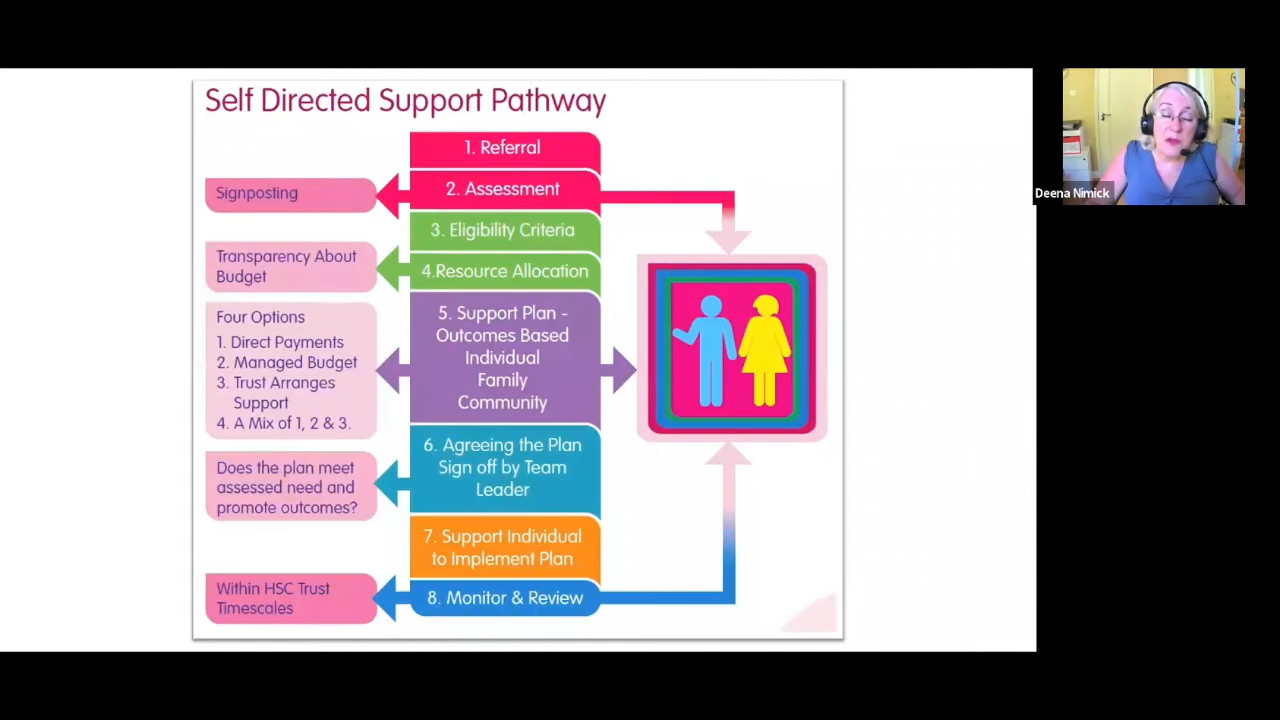 Self Directed Support Pathway
1. Referral
2. Assessment
Signposting
3. Eligibility Criteria
4.Resource Allocation
Transparency About
Budget
5. Support Plan -
Outcomes Based
Individual
Family
Community
Four Options
1. Direct Payments
2. Managed Budget
3. Trust Arranges
Support
4. A Mix of 1, 2 & 3.
6. Agreeing the Plan
Sign off by Team
Leader
Does the plan meet
assessed need and
promote outcomes?
7. Support Individual
to Implement Plan
8. Monitor & Review
Within HSC Trust
Timescales
Deena Nimick